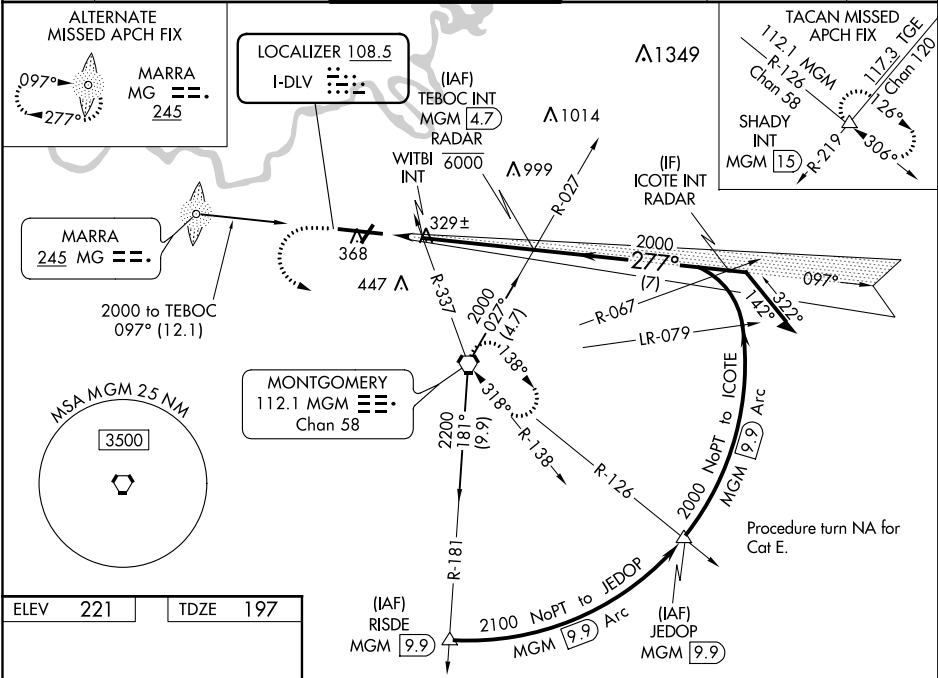 ALTERNATE
MISSED APCH FIX
097°
277°
MARRA
MG
245
LOCALIZER 108.5
I-DLV
(IAF)
TEBOC INT
MGM 4.7
RADAR
6000
WITBI
INT
1349
1014
999
329±
368
447
R-027
(IF)
ICOTE INT
RADAR
TACAN MISSED
APCH FIX
112.1 MGM
R-126
Chan 58
117.3 TGE
Chan 120
126°
306°
SHADY
INT
MGM 15
R-219
MARRA
245 MG
2000 to TEBOC
097° (12.1)
2000
277°
(7)
097°
142°
322°
R-067
LR-079
R-337
2000
027°
(4.7)
138°
318°
R-138
R-126
MONTGOMERY
112.1 MGM
Chan 58
2200
181°
(9.9)
R-181
MSA MGM 25 NM
3500
2000 NoPT to ICOTE
MGM 9.9 Arc
Procedure turn NA for
Cat E.
2100 NoPT to JEDOP
MGM 9.9 Arc
(IAF)
RISDE
MGM 9.9
(IAF)
JEDOP
MGM 9.9
ELEV 221
TDZE 197